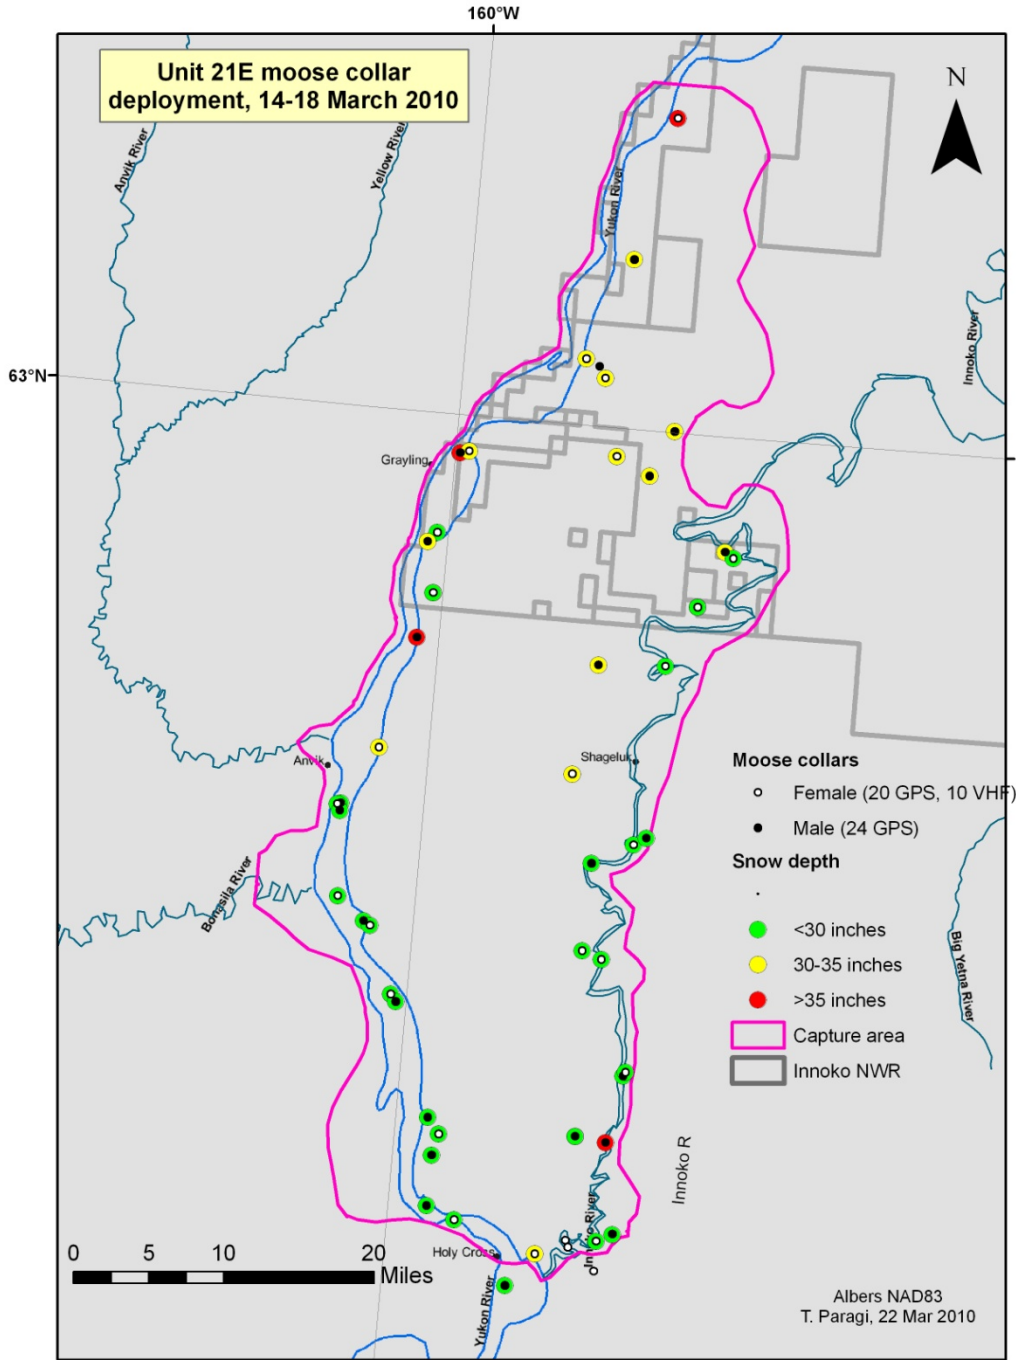 160°W
Unit 21E moose collar
deployment, 14-18 March 2010
N
Anvik River
Yellow River
Yukon River
Innoko River
63°N
Grayling
Anvik
Shageluk
Moose collars
Female (20 GPS, 10 VHF)
Male (24 GPS)
Snow depth
<30 inches
30-35 inches
>35 inches
Capture area
Innoko NWR
Bonasila River
Big Yetna River
Innoko R
Innoko River
Holy Cross
Yukon River
0 5 10 20 Miles
Albers NAD83
T. Paragi, 22 Mar 2010